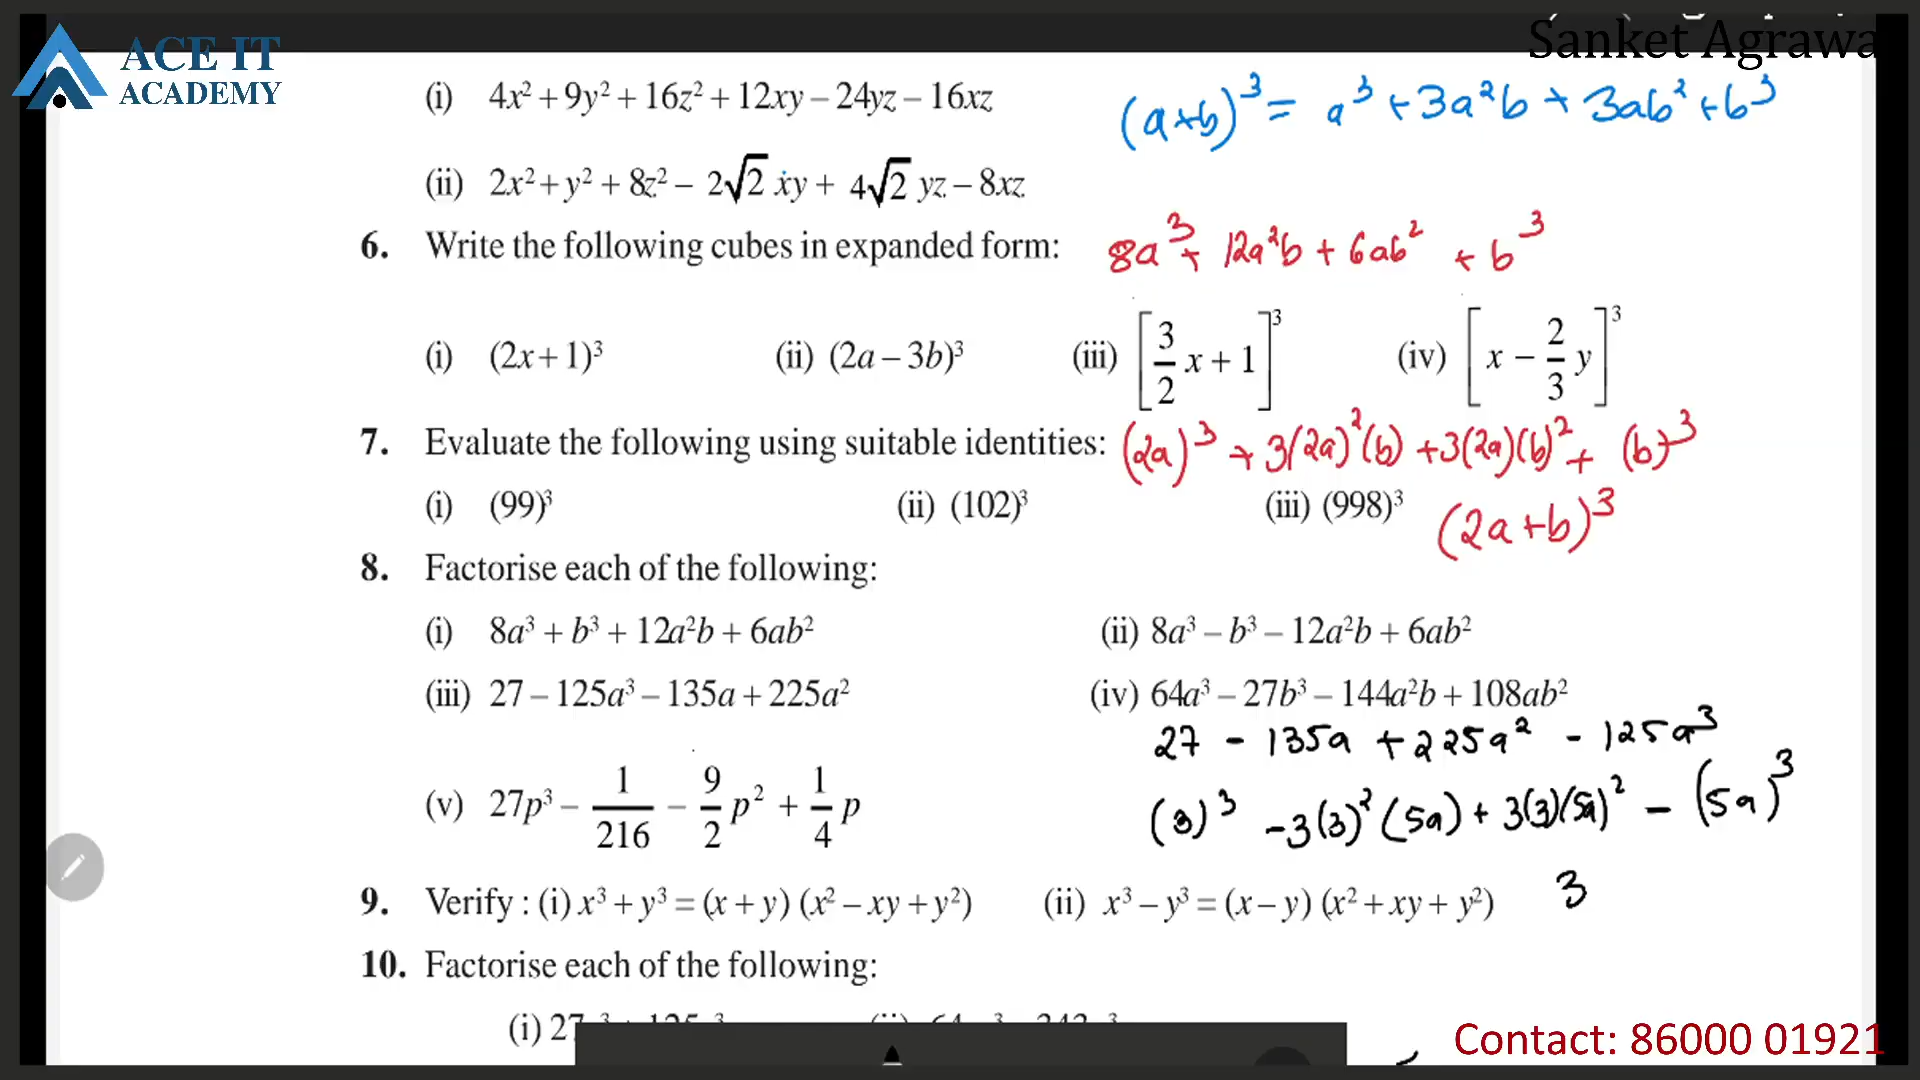 Sanket Agrawa
ACE IT
ACADEMY
(i) 4x² + 9y² + 16z² + 12xy – 24yz – 16xz
(a+b)³ = a³ + 3a²b + 3ab² + b³
(ii) 2x² + y² + 8z² – 2√2 xy + 4√2 yz – 8xz
6. Write the following cubes in expanded form:
8a³ + 12a²b + 6ab² + b³
(i) (2x + 1)³ (ii) (2a – 3b)³ (iii) [3/2 x + 1]³ (iv) [x – 2/3 y]³
7. Evaluate the following using suitable identities:
(2a)³ + 3(2a)²(b) + 3(2a)(b)² + (b)³
(i) (99)³ (ii) (102)³ (iii) (998)³
(2a+b)³
8. Factorise each of the following:
(i) 8a³ + b³ + 12a²b + 6ab² (ii) 8a³ – b³ – 12a²b + 6ab²
(iii) 27 – 125a³ – 135a + 225a² (iv) 64a³ – 27b³ – 144a²b + 108ab²
27 - 135a + 225a² - 125a³
(v) 27p³ – 1/216 – 9/2 p² + 1/4 p
(3)³ - 3(3)²(5a) + 3(3)(5a)² - (5a)³
3
9. Verify : (i) x³ + y³ = (x + y) (x² – xy + y²) (ii) x³ – y³ = (x – y) (x² + xy + y²)
10. Factorise each of the following:
(i) 27
Contact: 86000 01921